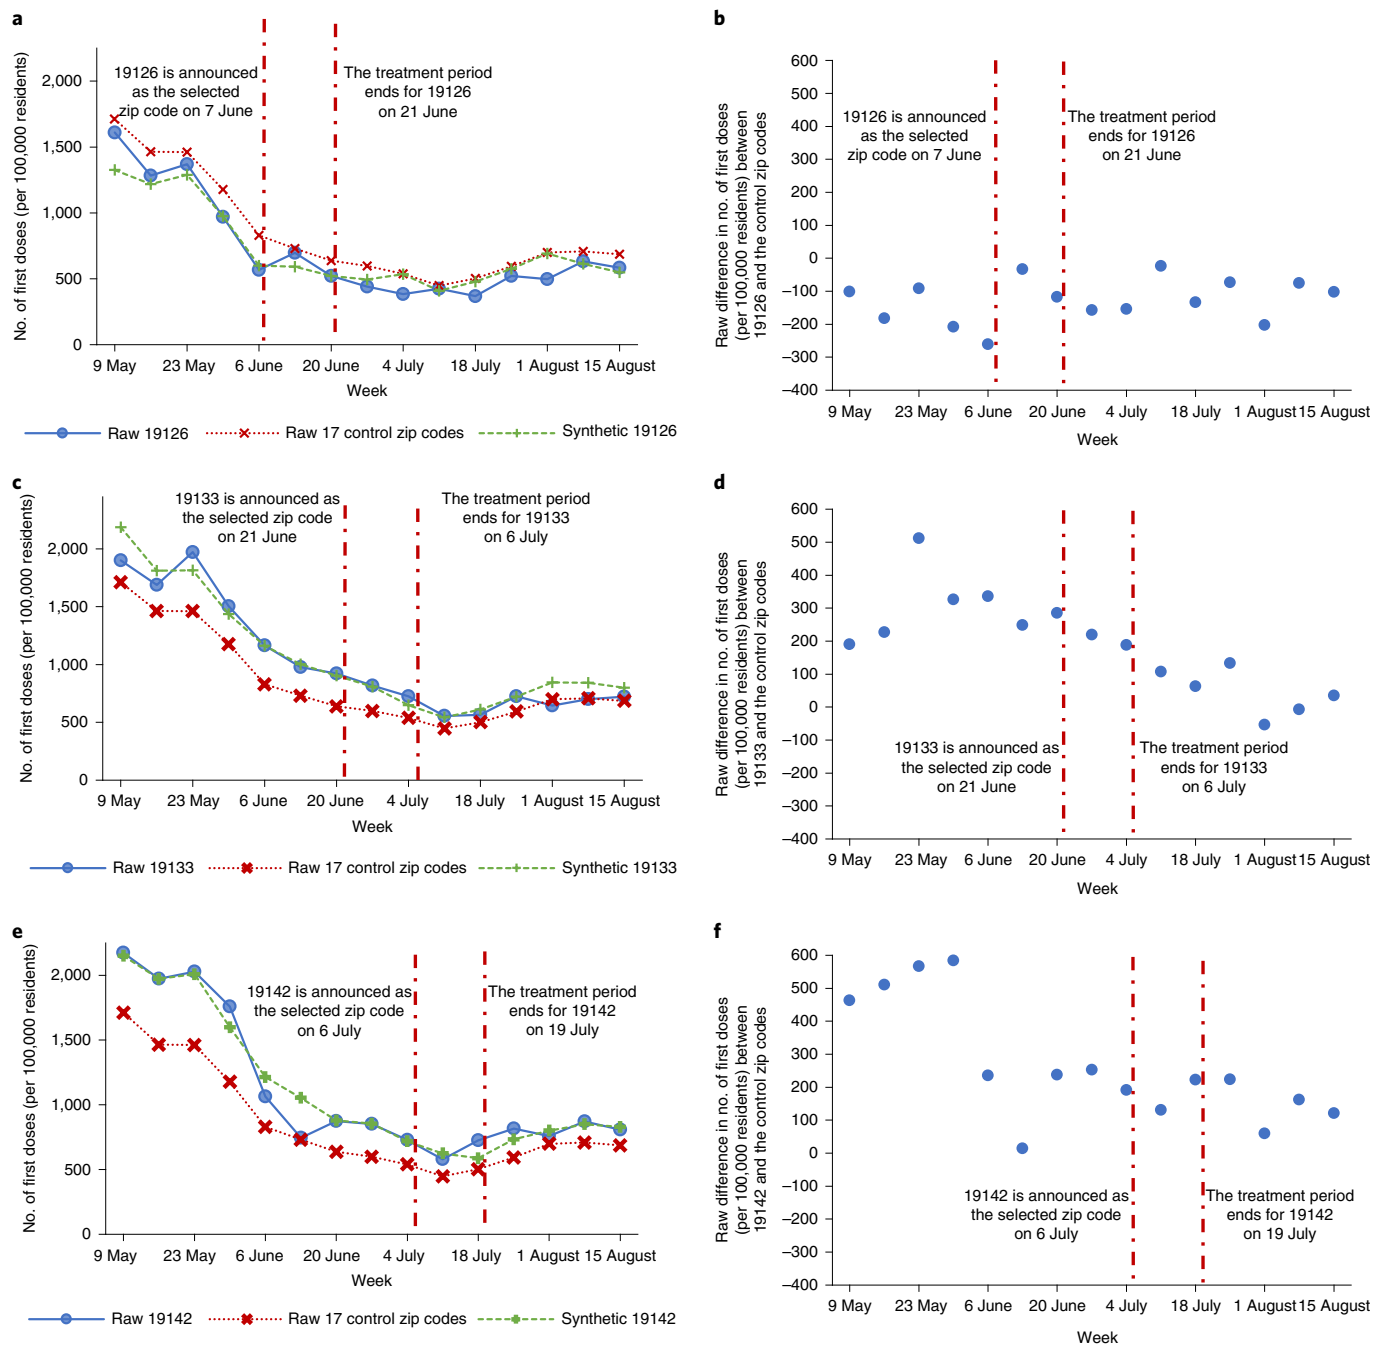 a
No. of first doses (per 100,000 residents)
2,000
1,500
1,000
500
0
19126 is announced
as the selected
zip code on 7 June
The treatment period
ends for 19126
on 21 June
9 May 23 May 6 June 20 June 4 July 18 July 1 August 15 August
Week
Raw 19126 Raw 17 control zip codes Synthetic 19126
b
Raw difference in no. of first doses
(per 100,000 residents) between
19126 and the control zip codes
600
500
400
300
200
100
0
–100
–200
–300
–400
19126 is announced
as the selected
zip code on 7 June
The treatment period
ends for 19126
on 21 June
9 May 23 May 6 June 20 June 4 July 18 July 1 August 15 August
Week
c
No. of first doses (per 100,000 residents)
2,000
1,500
1,000
500
0
19133 is announced as
the selected zip code
on 21 June
The treatment period
ends for 19133
on 6 July
9 May 23 May 6 June 20 June 4 July 18 July 1 August 15 August
Week
Raw 19133 Raw 17 control zip codes Synthetic 19133
d
Raw difference in no. of first doses
(per 100,000 residents) between
19133 and the control zip codes
600
500
400
300
200
100
0
–100
–200
–300
–400
19133 is announced as
the selected zip code
on 21 June
The treatment period
ends for 19133
on 6 July
9 May 23 May 6 June 20 June 4 July 18 July 1 August 15 August
Week
e
No. of first doses (per 100,000 residents)
2,000
1,500
1,000
500
0
19142 is announced as
the selected zip code
on 6 July
The treatment period
ends for 19142
on 19 July
9 May 23 May 6 June 20 June 4 July 18 July 1 August 15 August
Week
Raw 19142 Raw 17 control zip codes Synthetic 19142
f
Raw difference in no. of first doses
(per 100,000 residents) between
19142 and the control zip codes
600
500
400
300
200
100
0
–100
–200
–300
–400
19142 is announced as
the selected zip code
on 6 July
The treatment period
ends for 19142
on 19 July
9 May 23 May 6 June 20 June 4 July 18 July 1 August 15 August
Week